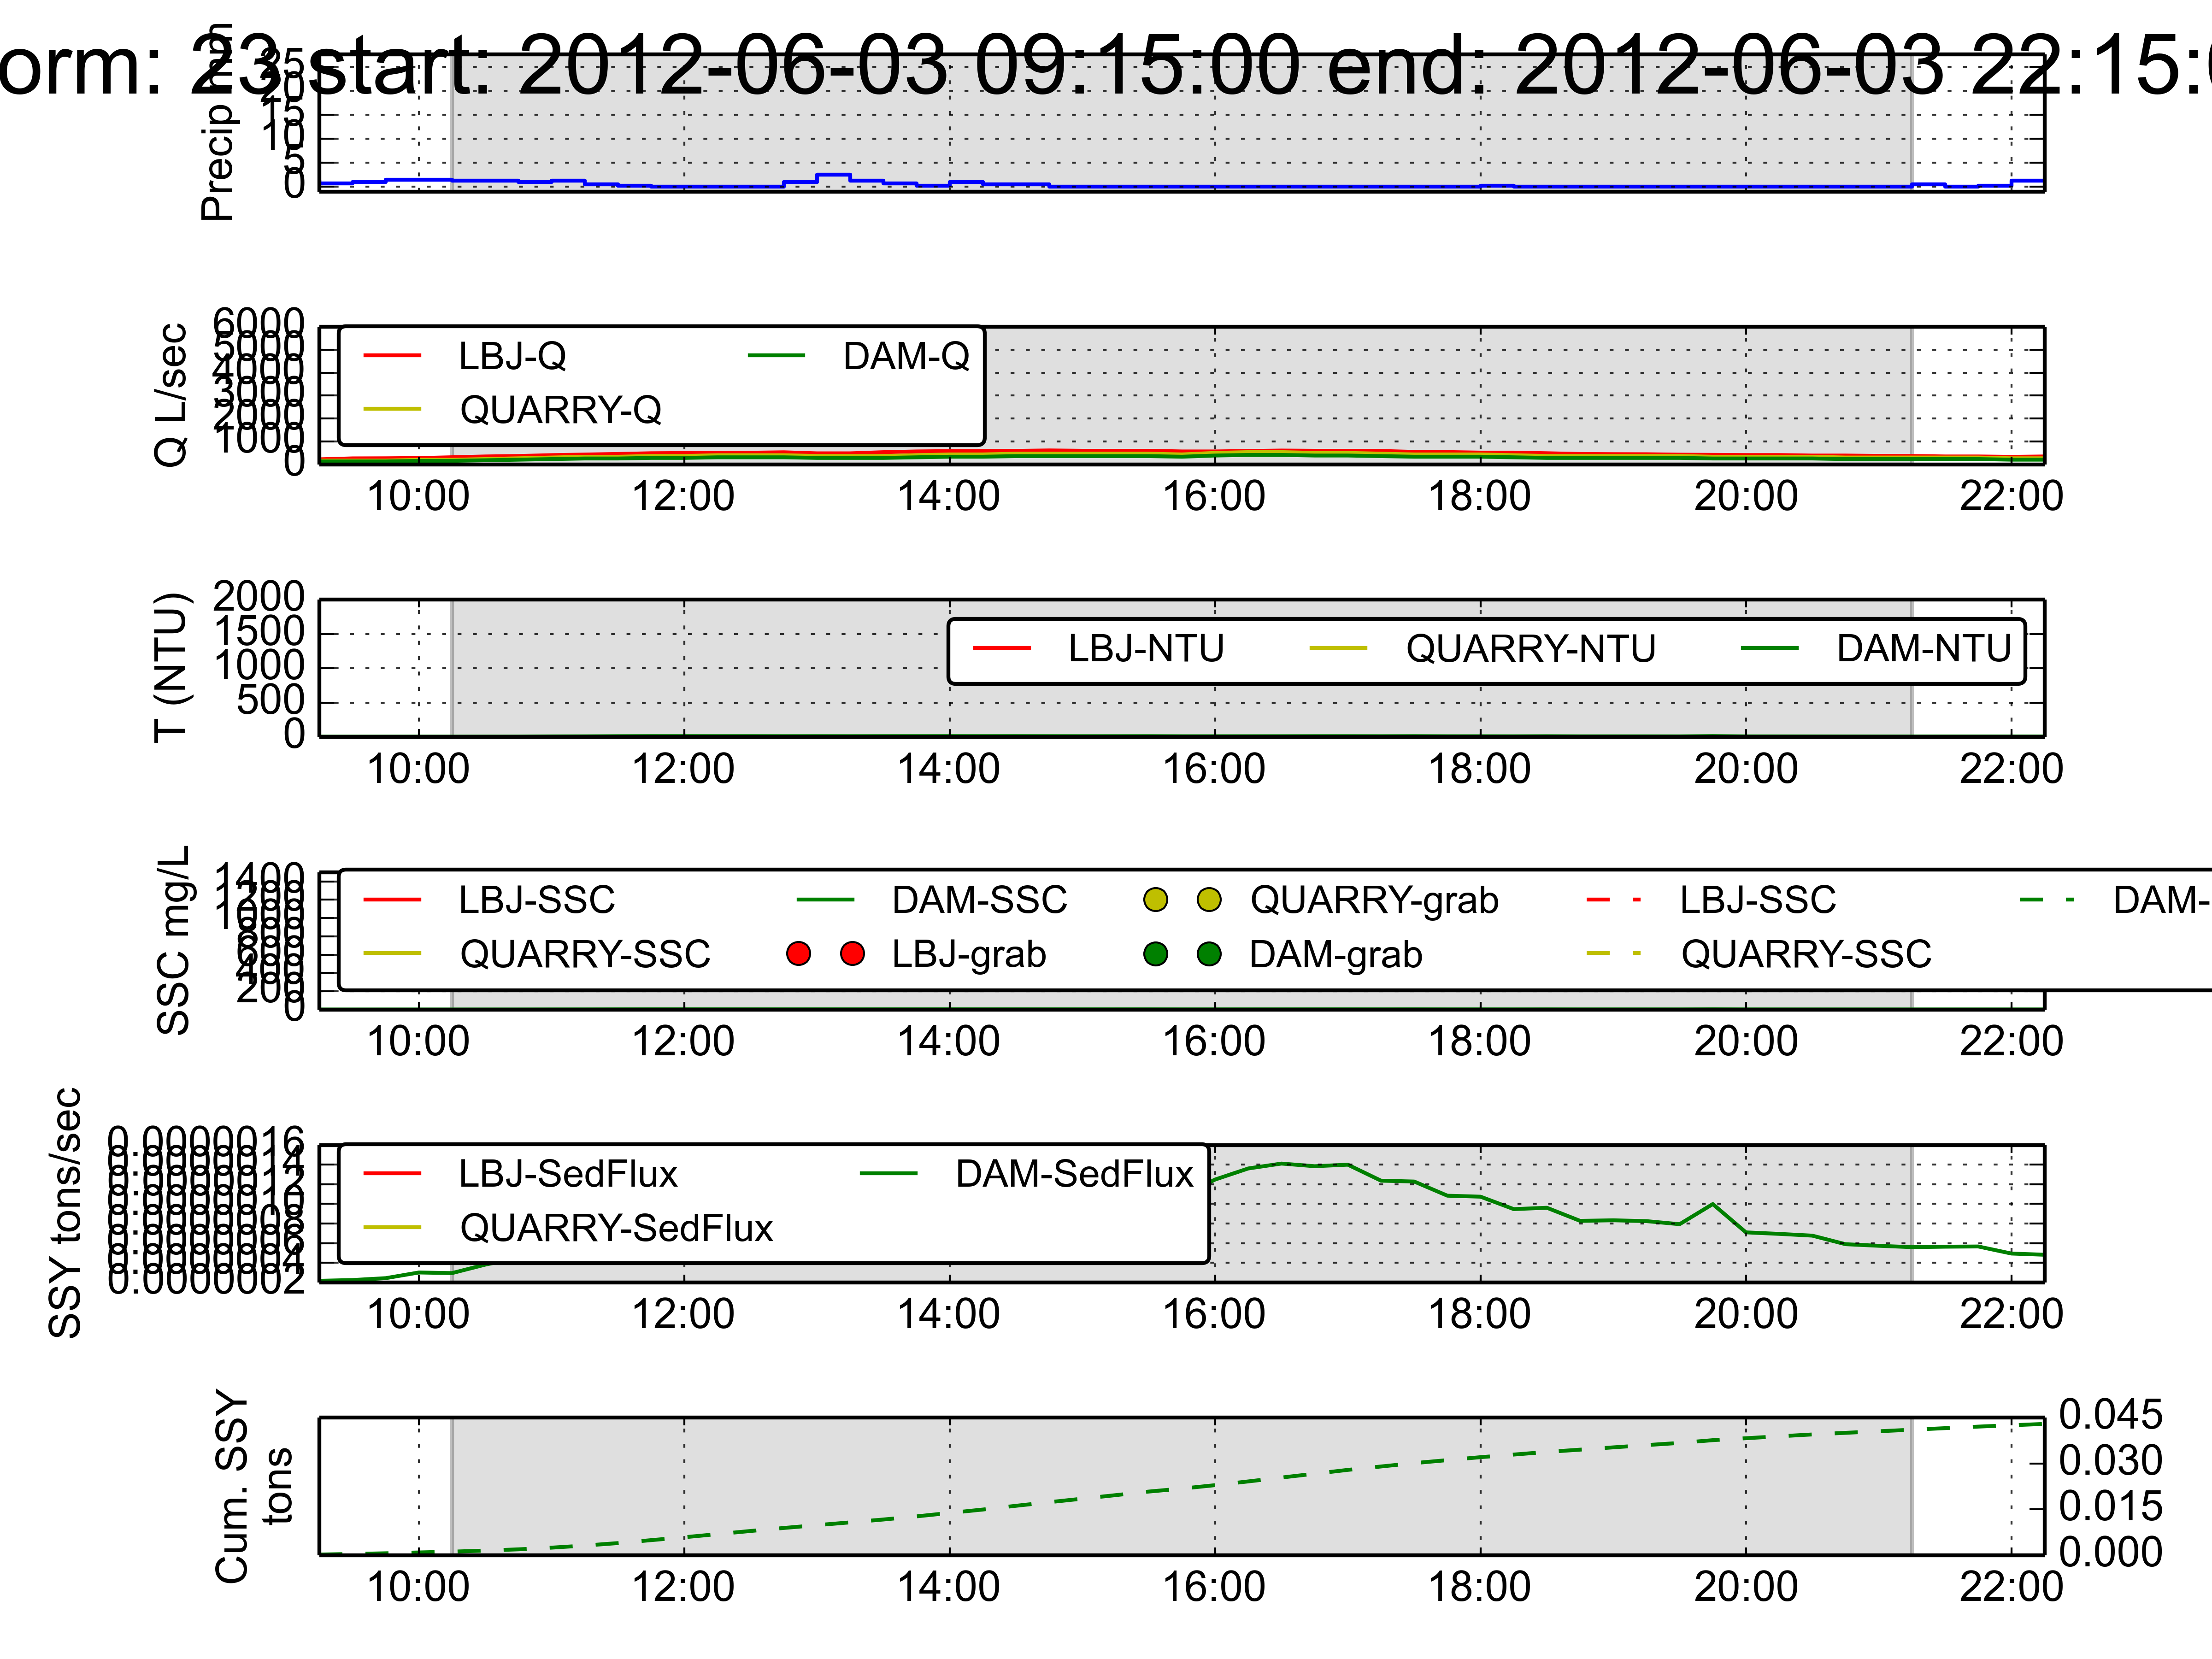 orm: 23 start: 2012-06-03 09:15:00 end: 2012-06-03 22:15:0
Precip mm
25
20
15
10
5
0
Q L/sec
6000
5000
4000
3000
2000
1000
0
LBJ-Q DAM-Q
QUARRY-Q
10:00 12:00 14:00 16:00 18:00 20:00 22:00
T (NTU)
2000
1500
1000
500
0
LBJ-NTU QUARRY-NTU DAM-NTU
10:00 12:00 14:00 16:00 18:00 20:00 22:00
SSC mg/L
1400
1200
1000
800
600
400
200
0
LBJ-SSC DAM-SSC QUARRY-grab LBJ-SSC DAM-
QUARRY-SSC LBJ-grab DAM-grab QUARRY-SSC
10:00 12:00 14:00 16:00 18:00 20:00 22:00
SSY tons/sec
0.0000016
0.0000014
0.0000012
0.0000010
0.0000008
0.0000006
0.0000004
0.0000002
LBJ-SedFlux DAM-SedFlux
QUARRY-SedFlux
10:00 12:00 14:00 16:00 18:00 20:00 22:00
Cum. SSY
tons
0.045
0.030
0.015
0.000
10:00 12:00 14:00 16:00 18:00 20:00 22:00